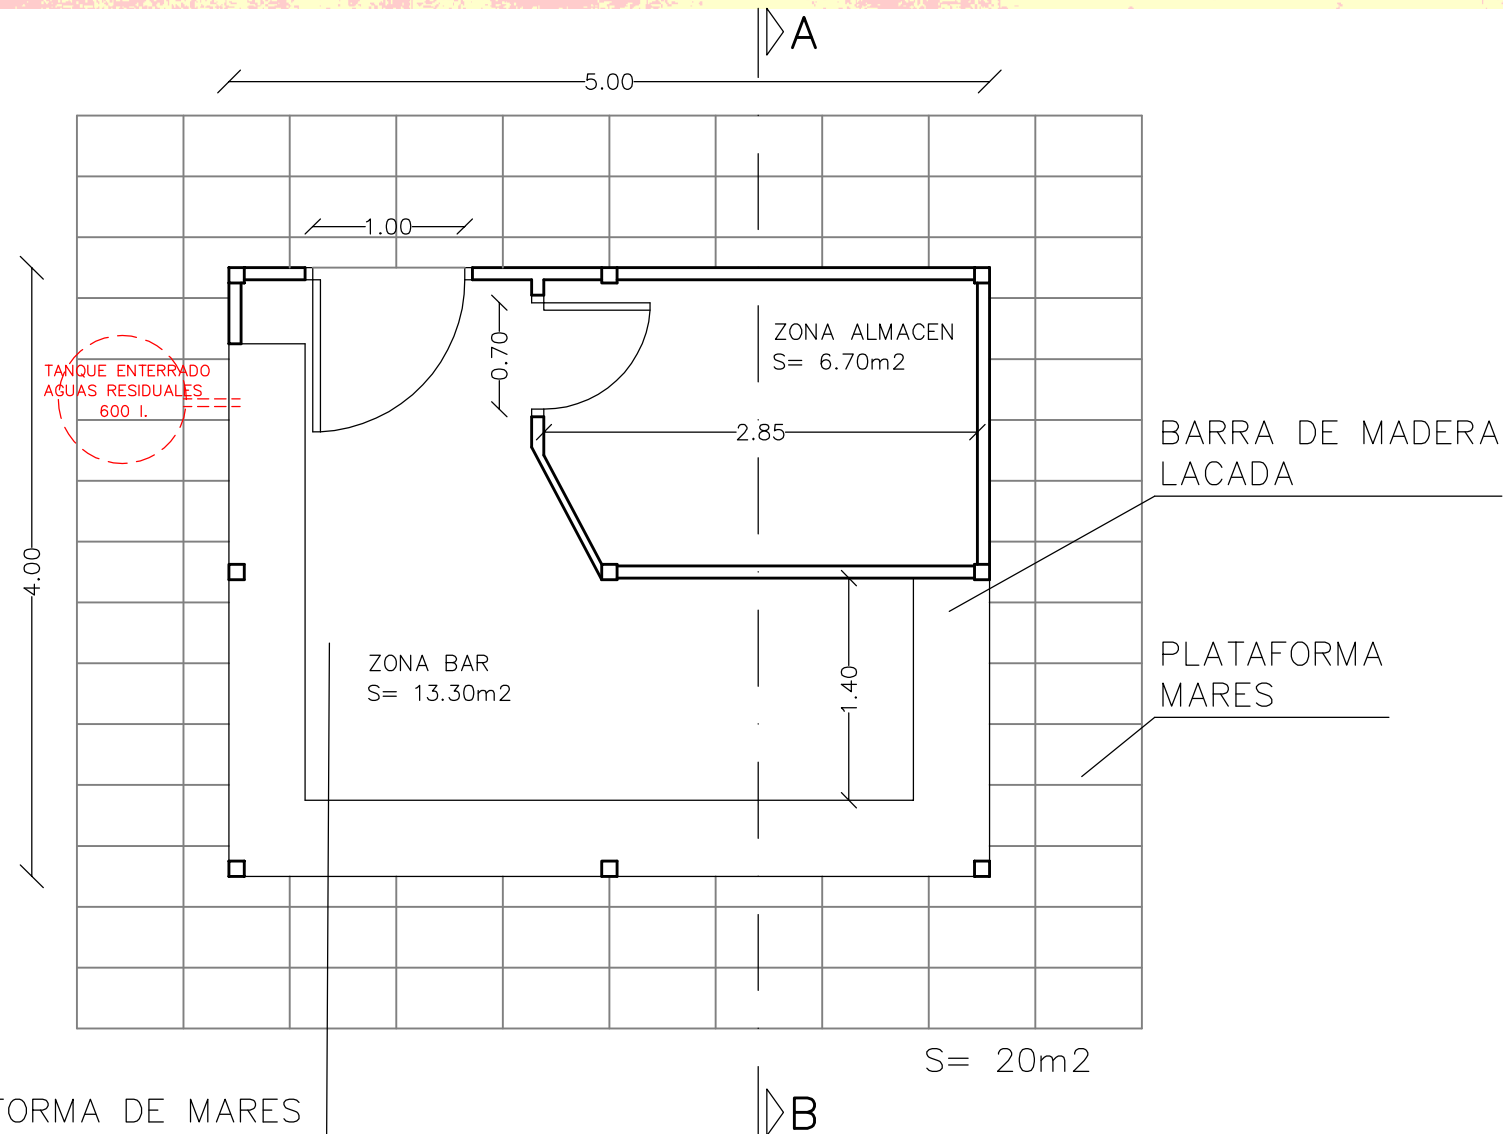 A
5.00
1.00
0.70
ZONA ALMACEN
S= 6.70m2
TANQUE ENTERRADO
AGUAS RESIDUALES
600 l.
2.85
BARRA DE MADERA
LACADA
4.00
ZONA BAR
S= 13.30m2
1.40
PLATAFORMA
MARES
S= 20m2
FORMA DE MARES
B